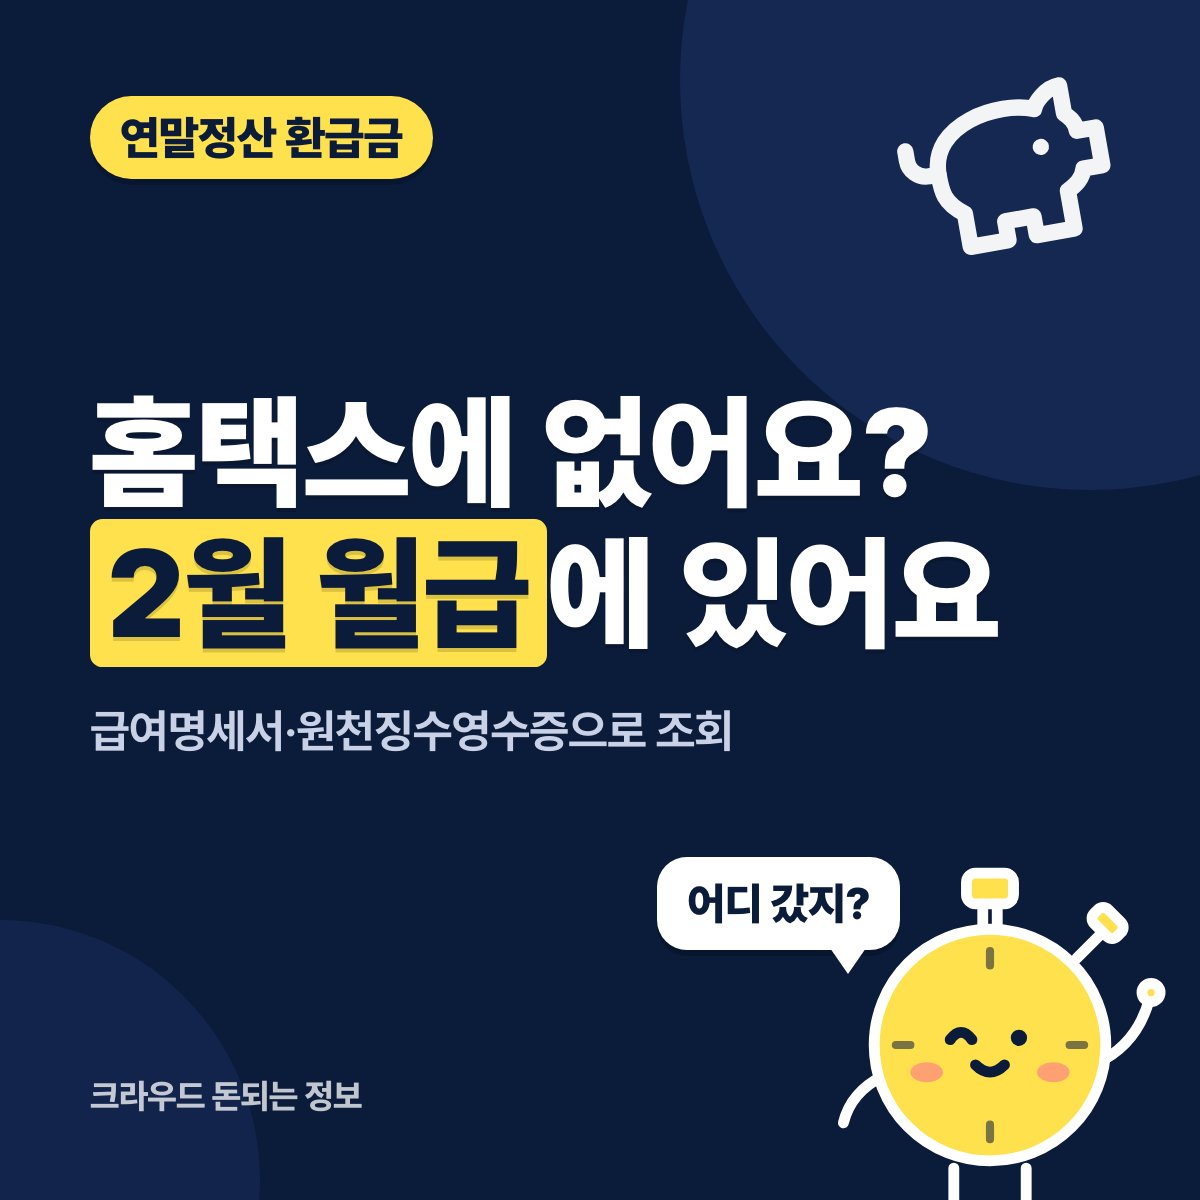 연말정산 환급금
홈택스에 없어요?
2월 월급에 있어요
급여명세서·원천징수영수증으로 조회
어디 갔지?
크라우드 돈되는 정보